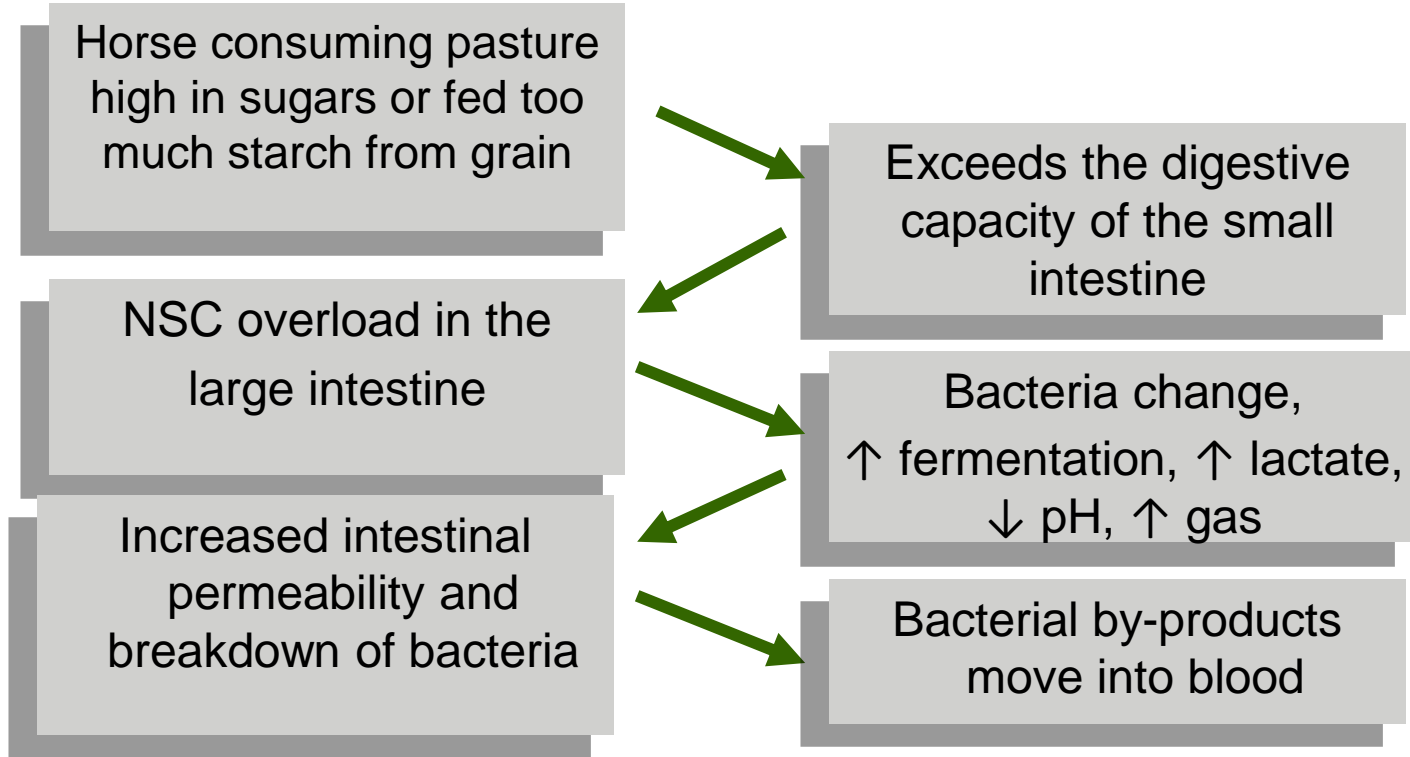 Horse consuming pasture
high in sugars or fed too
much starch from grain
Exceeds the digestive
capacity of the small
intestine
NSC overload in the
large intestine
Bacteria change,
↑ fermentation, ↑ lactate,
↓ pH, ↑ gas
Increased intestinal
permeability and
breakdown of bacteria
Bacterial by-products
move into blood